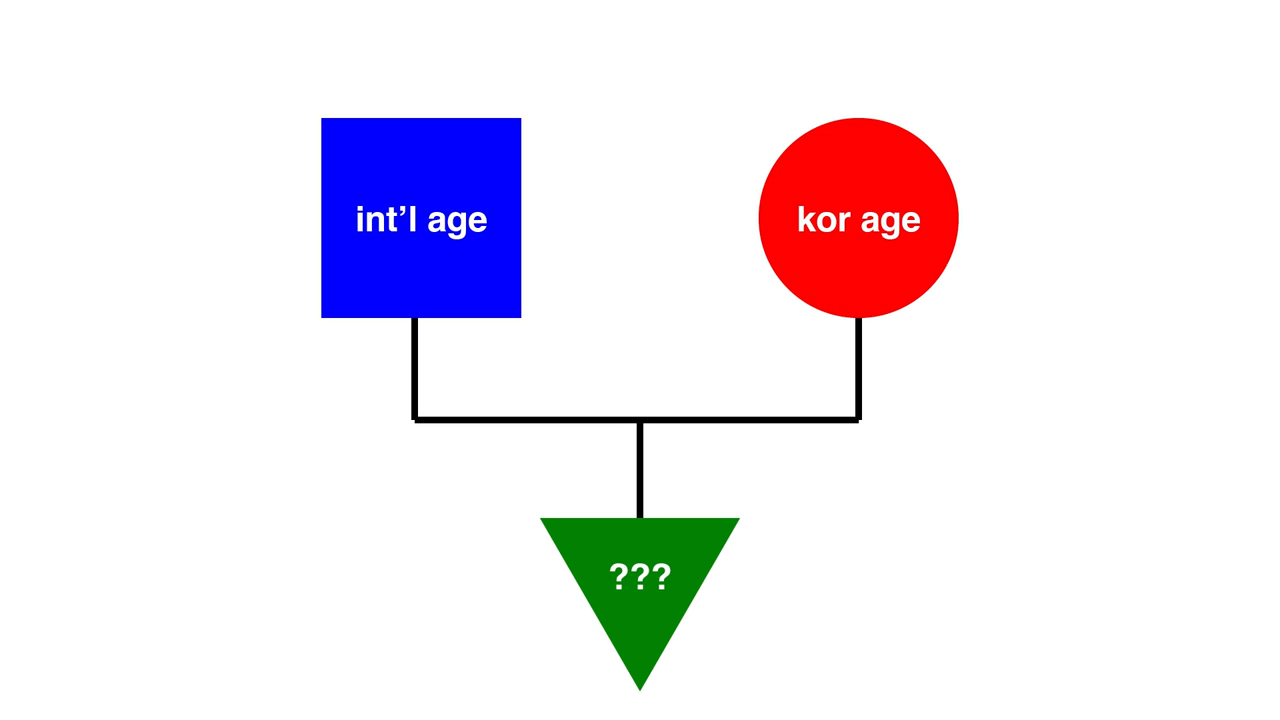 int’l age
kor age
???